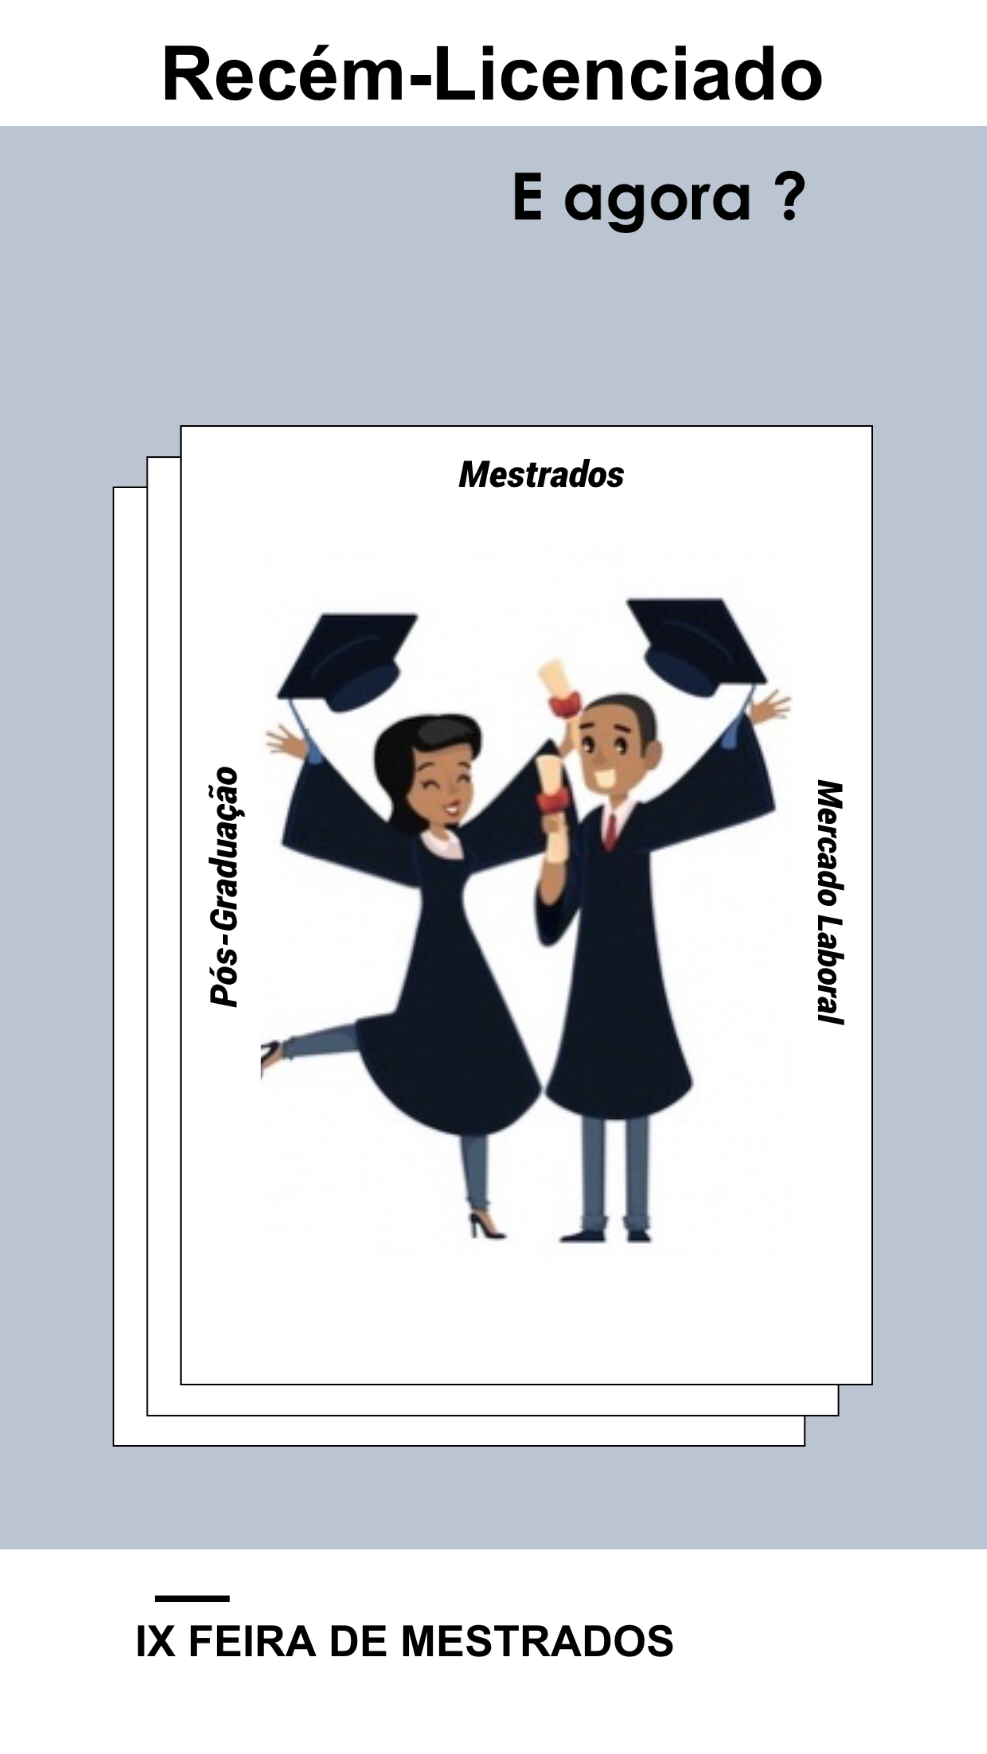 Recém-Licenciado
E agora ?
Mestrados
Pós-Graduação
Mercado Laboral
IX FEIRA DE MESTRADOS